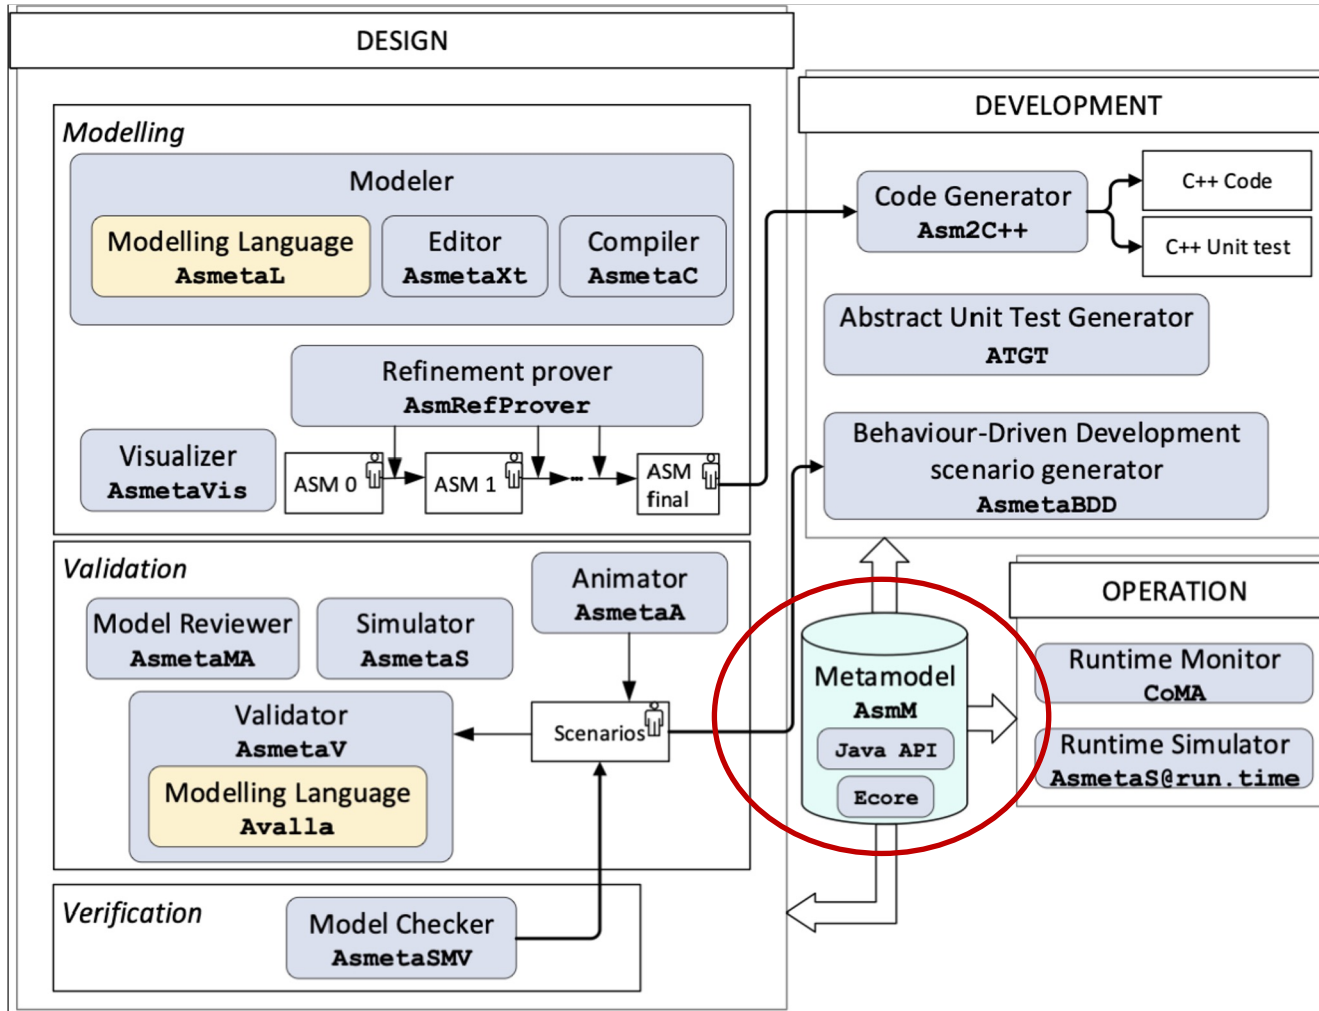 DESIGN
Modelling
Modeler
Modelling Language
AsmetaL
Editor
AsmetaXt
Compiler
AsmetaC
Refinement prover
AsmRefProver
Visualizer
AsmetaVis
ASM 0
ASM 1
...
ASM
final
Validation
Animator
AsmetaA
Model Reviewer
AsmetaMA
Simulator
AsmetaS
Validator
AsmetaV
Modelling Language
Avalla
Scenarios
Verification
Model Checker
AsmetaSMV
DEVELOPMENT
Code Generator
Asm2C++
C++ Code
C++ Unit test
Abstract Unit Test Generator
ATGT
Behaviour-Driven Development
scenario generator
AsmetaBDD
Metamodel
AsmM
Java API
Ecore
OPERATION
Runtime Monitor
CoMA
Runtime Simulator
AsmetaS@run.time